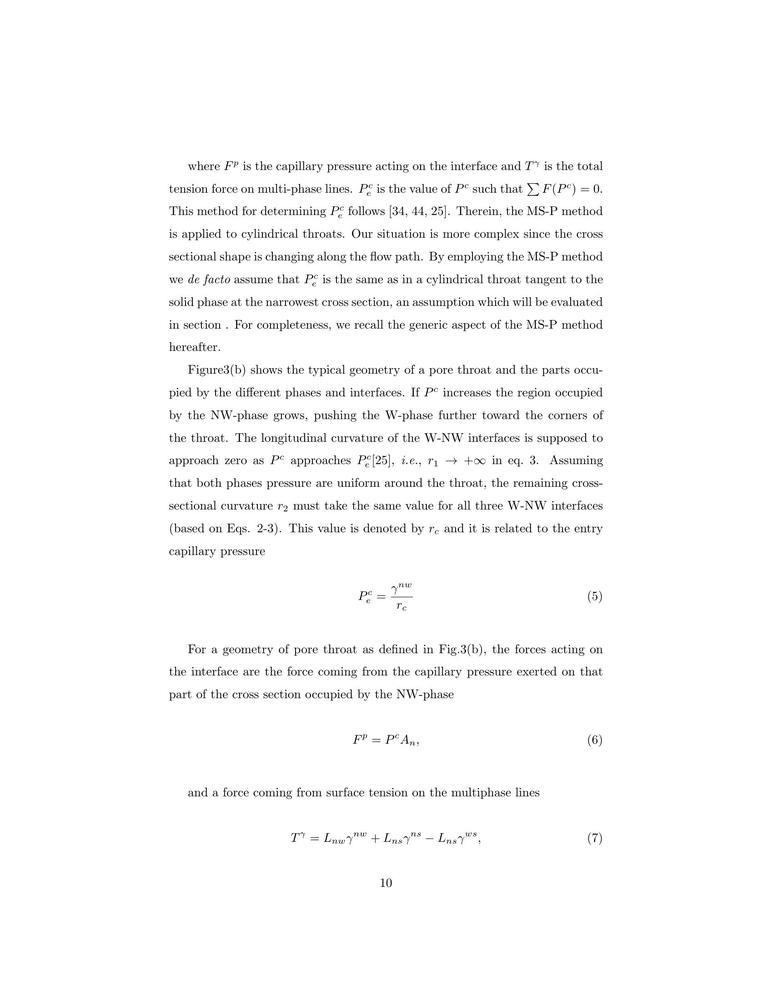 where F^p is the capillary pressure acting on the interface and T^γ is the total
tension force on multi-phase lines. P_e^c is the value of P^c such that ∑ F(P^c) = 0.
This method for determining P_e^c follows [34, 44, 25]. Therein, the MS-P method
is applied to cylindrical throats. Our situation is more complex since the cross
sectional shape is changing along the flow path. By employing the MS-P method
we de facto assume that P_e^c is the same as in a cylindrical throat tangent to the
solid phase at the narrowest cross section, an assumption which will be evaluated
in section . For completeness, we recall the generic aspect of the MS-P method
hereafter.
Figure3(b) shows the typical geometry of a pore throat and the parts occu-
pied by the different phases and interfaces. If P^c increases the region occupied
by the NW-phase grows, pushing the W-phase further toward the corners of
the throat. The longitudinal curvature of the W-NW interfaces is supposed to
approach zero as P^c approaches P_e^c[25], i.e., r_1 → +∞ in eq. 3. Assuming
that both phases pressure are uniform around the throat, the remaining cross-
sectional curvature r_2 must take the same value for all three W-NW interfaces
(based on Eqs. 2-3). This value is denoted by r_c and it is related to the entry
capillary pressure
P_e^c = γ^{nw} / r_c (5)
For a geometry of pore throat as defined in Fig.3(b), the forces acting on
the interface are the force coming from the capillary pressure exerted on that
part of the cross section occupied by the NW-phase
F^p = P^c A_n, (6)
and a force coming from surface tension on the multiphase lines
T^γ = L_{nw}γ^{nw} + L_{ns}γ^{ns} − L_{ns}γ^{ws}, (7)
10